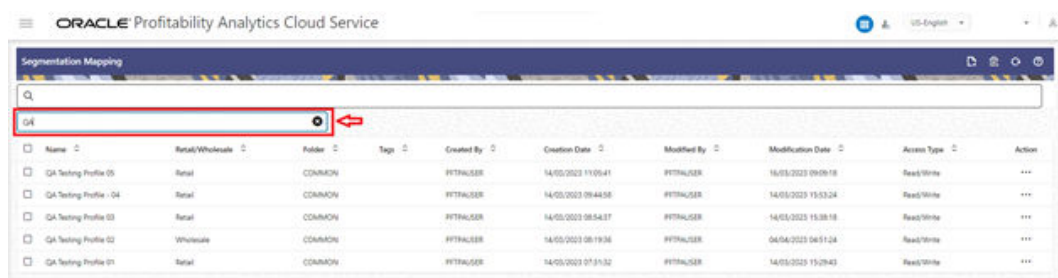 ORACLE Profitability Analytics Cloud Service US-English
Segmentation Mapping
QA
Name Retail/Wholesale Folder Tags Created By Creation Date Modified By Modification Date Access Type Action
QA Testing Profile 05 Retail COMMON PFTPAUSER 14/03/2023 11:05:41 PFTPAUSER 16/03/2023 09:09:18 Read/Write ...
QA Testing Profile - 04 Retail COMMON PFTPAUSER 14/03/2023 09:44:58 PFTPAUSER 14/03/2023 15:53:24 Read/Write ...
QA Testing Profile 03 Retail COMMON PFTPAUSER 14/03/2023 08:54:37 PFTPAUSER 14/03/2023 15:38:18 Read/Write ...
QA Testing Profile 02 Wholesale COMMON PFTPAUSER 14/03/2023 08:19:36 PFTPAUSER 04/04/2023 04:51:24 Read/Write ...
QA Testing Profile 01 Retail COMMON PFTPAUSER 14/03/2023 07:31:32 PFTPAUSER 14/03/2023 15:29:43 Read/Write ...